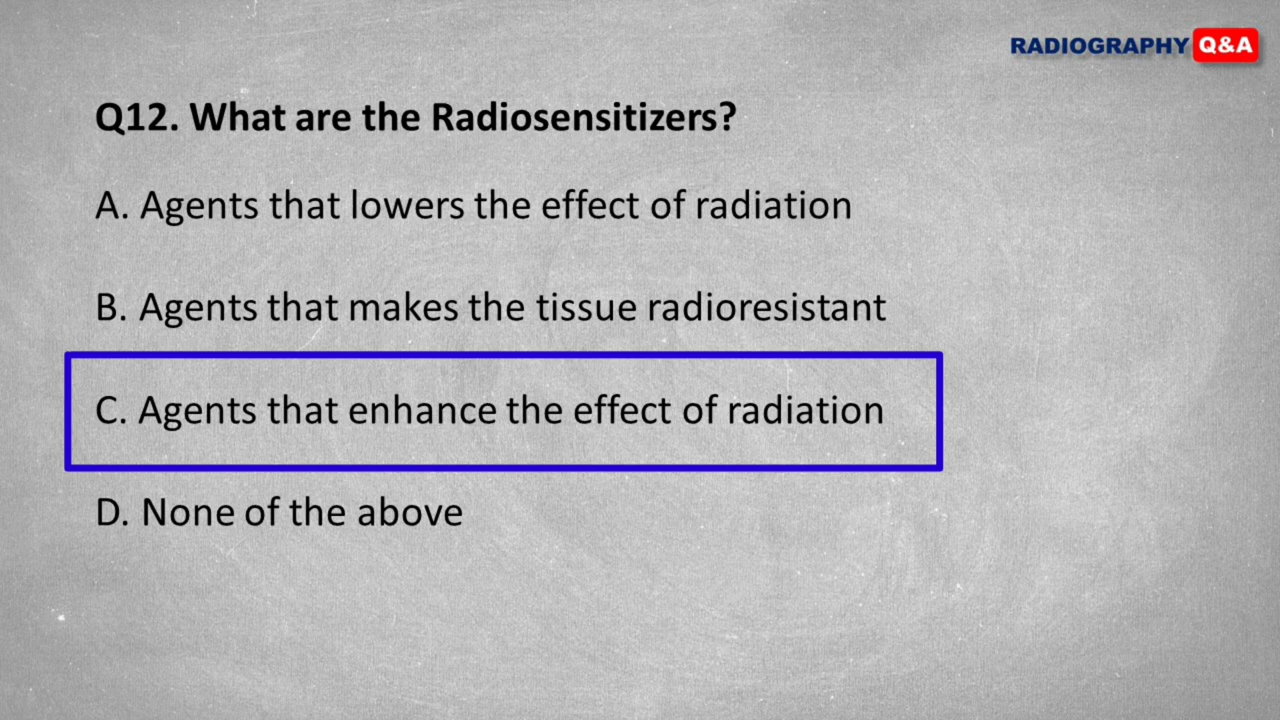 RADIOGRAPHY Q&A
Q12. What are the Radiosensitizers?
A. Agents that lowers the effect of radiation
B. Agents that makes the tissue radioresistant
C. Agents that enhance the effect of radiation
D. None of the above